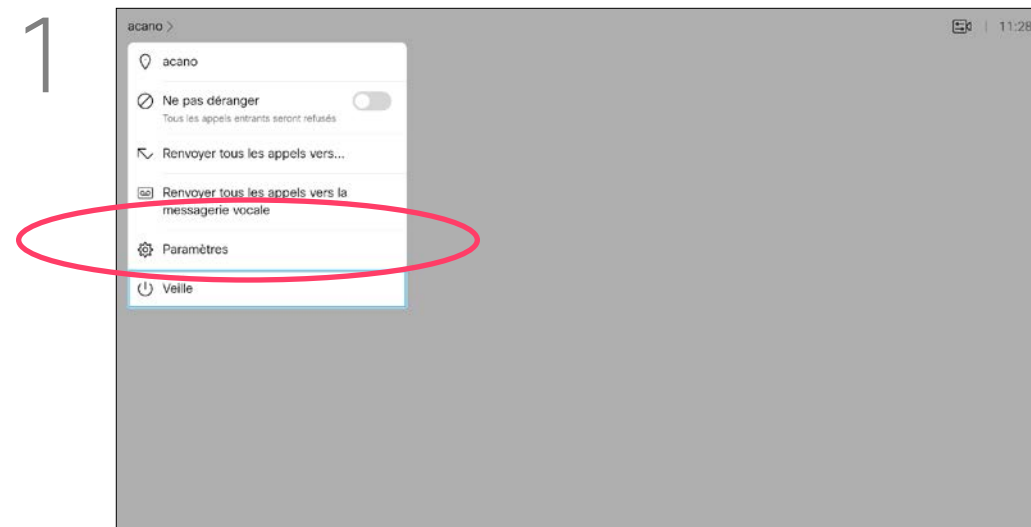 1
acano >
11:28
acano
Ne pas déranger
Tous les appels entrants seront refusés
Renvoyer tous les appels vers...
Renvoyer tous les appels vers la
messagerie vocale
Paramètres
Veille